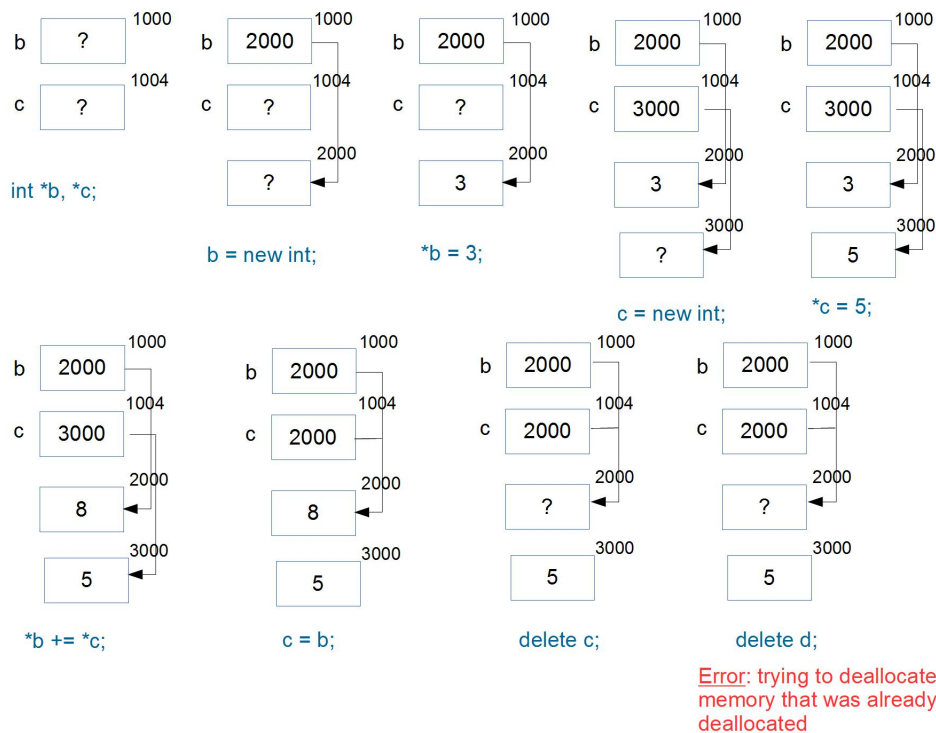 1000
b ?
1004
c ?
int *b, *c;
1000
b 2000
1004
c ?
2000
?
b = new int;
1000
b 2000
1004
c ?
2000
3
*b = 3;
1000
b 2000
1004
c 3000
2000
3
3000
?
c = new int;
1000
b 2000
1004
c 3000
2000
3
3000
5
*c = 5;
1000
b 2000
1004
c 3000
2000
8
3000
5
*b += *c;
1000
b 2000
1004
c 2000
2000
8
3000
5
c = b;
1000
b 2000
1004
c 2000
2000
?
3000
5
delete c;
1000
b 2000
1004
c 2000
2000
?
3000
5
delete d;
Error: trying to deallocate
memory that was already
deallocated